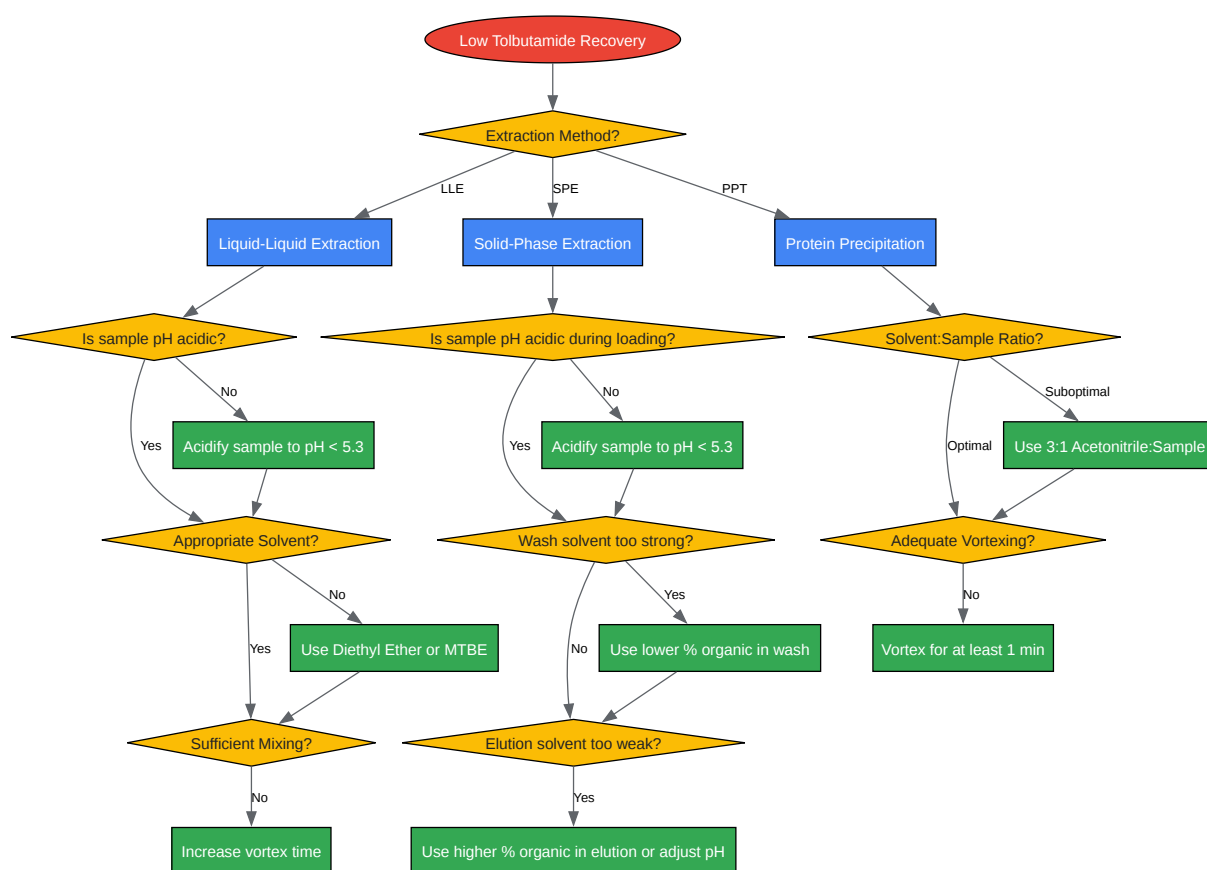 Low Tolbutamide Recovery
Extraction Method?
LLE
SPE
PPT
Liquid-Liquid Extraction
Solid-Phase Extraction
Protein Precipitation
Is sample pH acidic?
Is sample pH acidic during loading?
Solvent:Sample Ratio?
No
No
Suboptimal
Yes
Acidify sample to pH < 5.3
Yes
Acidify sample to pH < 5.3
Optimal
Use 3:1 Acetonitrile:Sample
Appropriate Solvent?
Wash solvent too strong?
Adequate Vortexing?
No
Yes
No
Yes
Use Diethyl Ether or MTBE
No
Use lower % organic in wash
Vortex for at least 1 min
Sufficient Mixing?
Elution solvent too weak?
No
Yes
Increase vortex time
Use higher % organic in elution or adjust pH